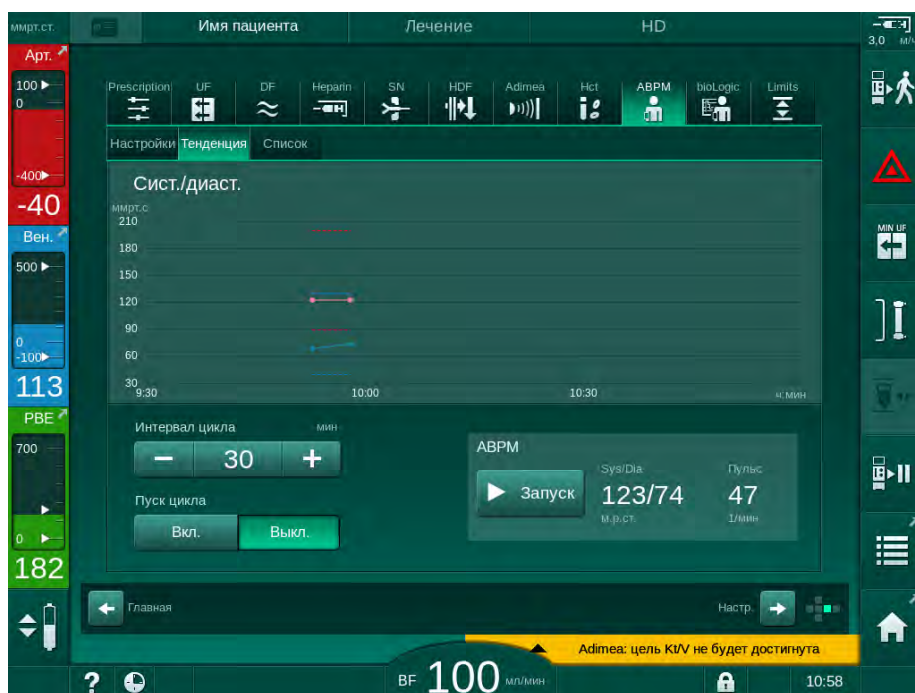 ммрт.ст.
Имя пациента
Лечение
HD
3,0 м/ч
Арт.
100
0
-400
-40
Вен.
500
0
-100
113
PBE
700
0
182
Prescription
UF
DF
Heparin
SN
HDF
Adimea
Hct
ABPM
bioLogic
Limits
Настройки
Тенденция
Список
Сист./диаст.
ммрт.с
210
180
150
120
90
60
30
9:30
10:00
10:30
ч:мин
Интервал цикла
мин
30
Пуск цикла
Вкл.
Выкл.
ABPM
Запуск
Sys/Dia
123/74
м.р.ст.
Пульс
47
1/мин
MIN UF
Главная
Настр.
Adimea: цель Kt/V не будет достигнута
?
BF 100 мл/мин
10:58